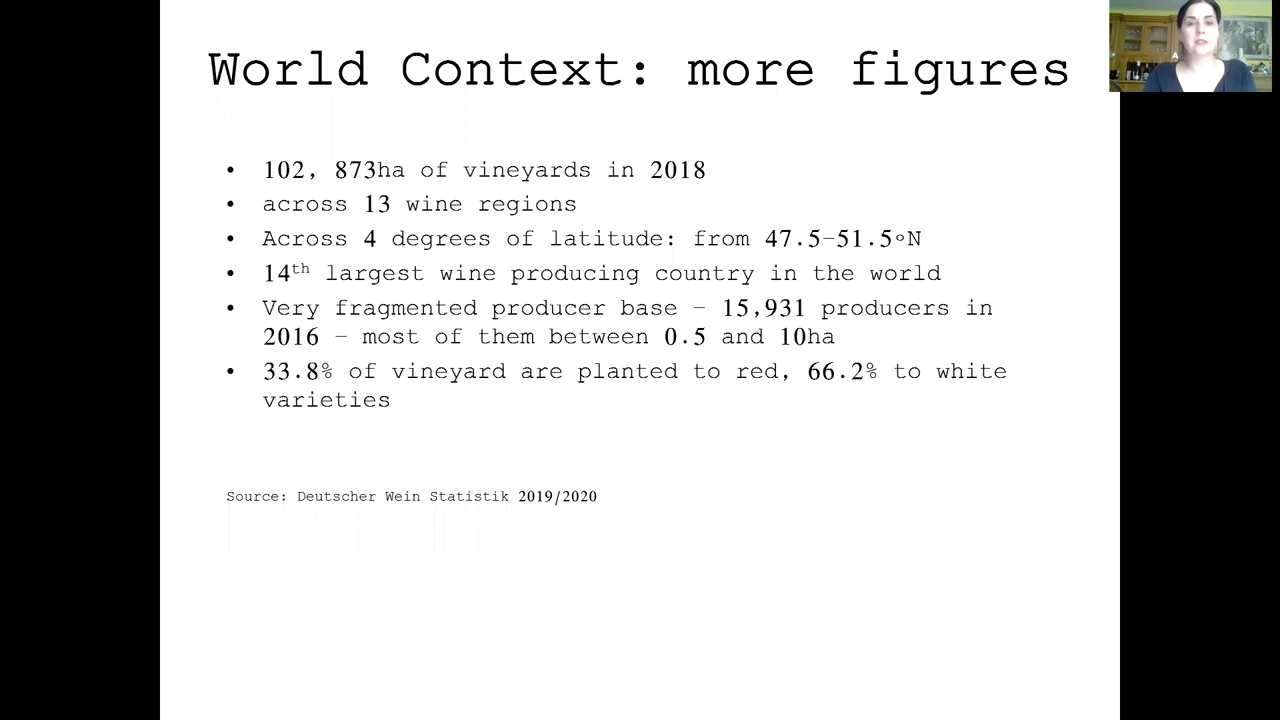 World Context: more figures
• 102, 873ha of vineyards in 2018
• across 13 wine regions
• Across 4 degrees of latitude: from 47.5–51.5°N
• 14th largest wine producing country in the world
• Very fragmented producer base – 15,931 producers in
2016 – most of them between 0.5 and 10ha
• 33.8% of vineyard are planted to red, 66.2% to white
varieties
Source: Deutscher Wein Statistik 2019/2020